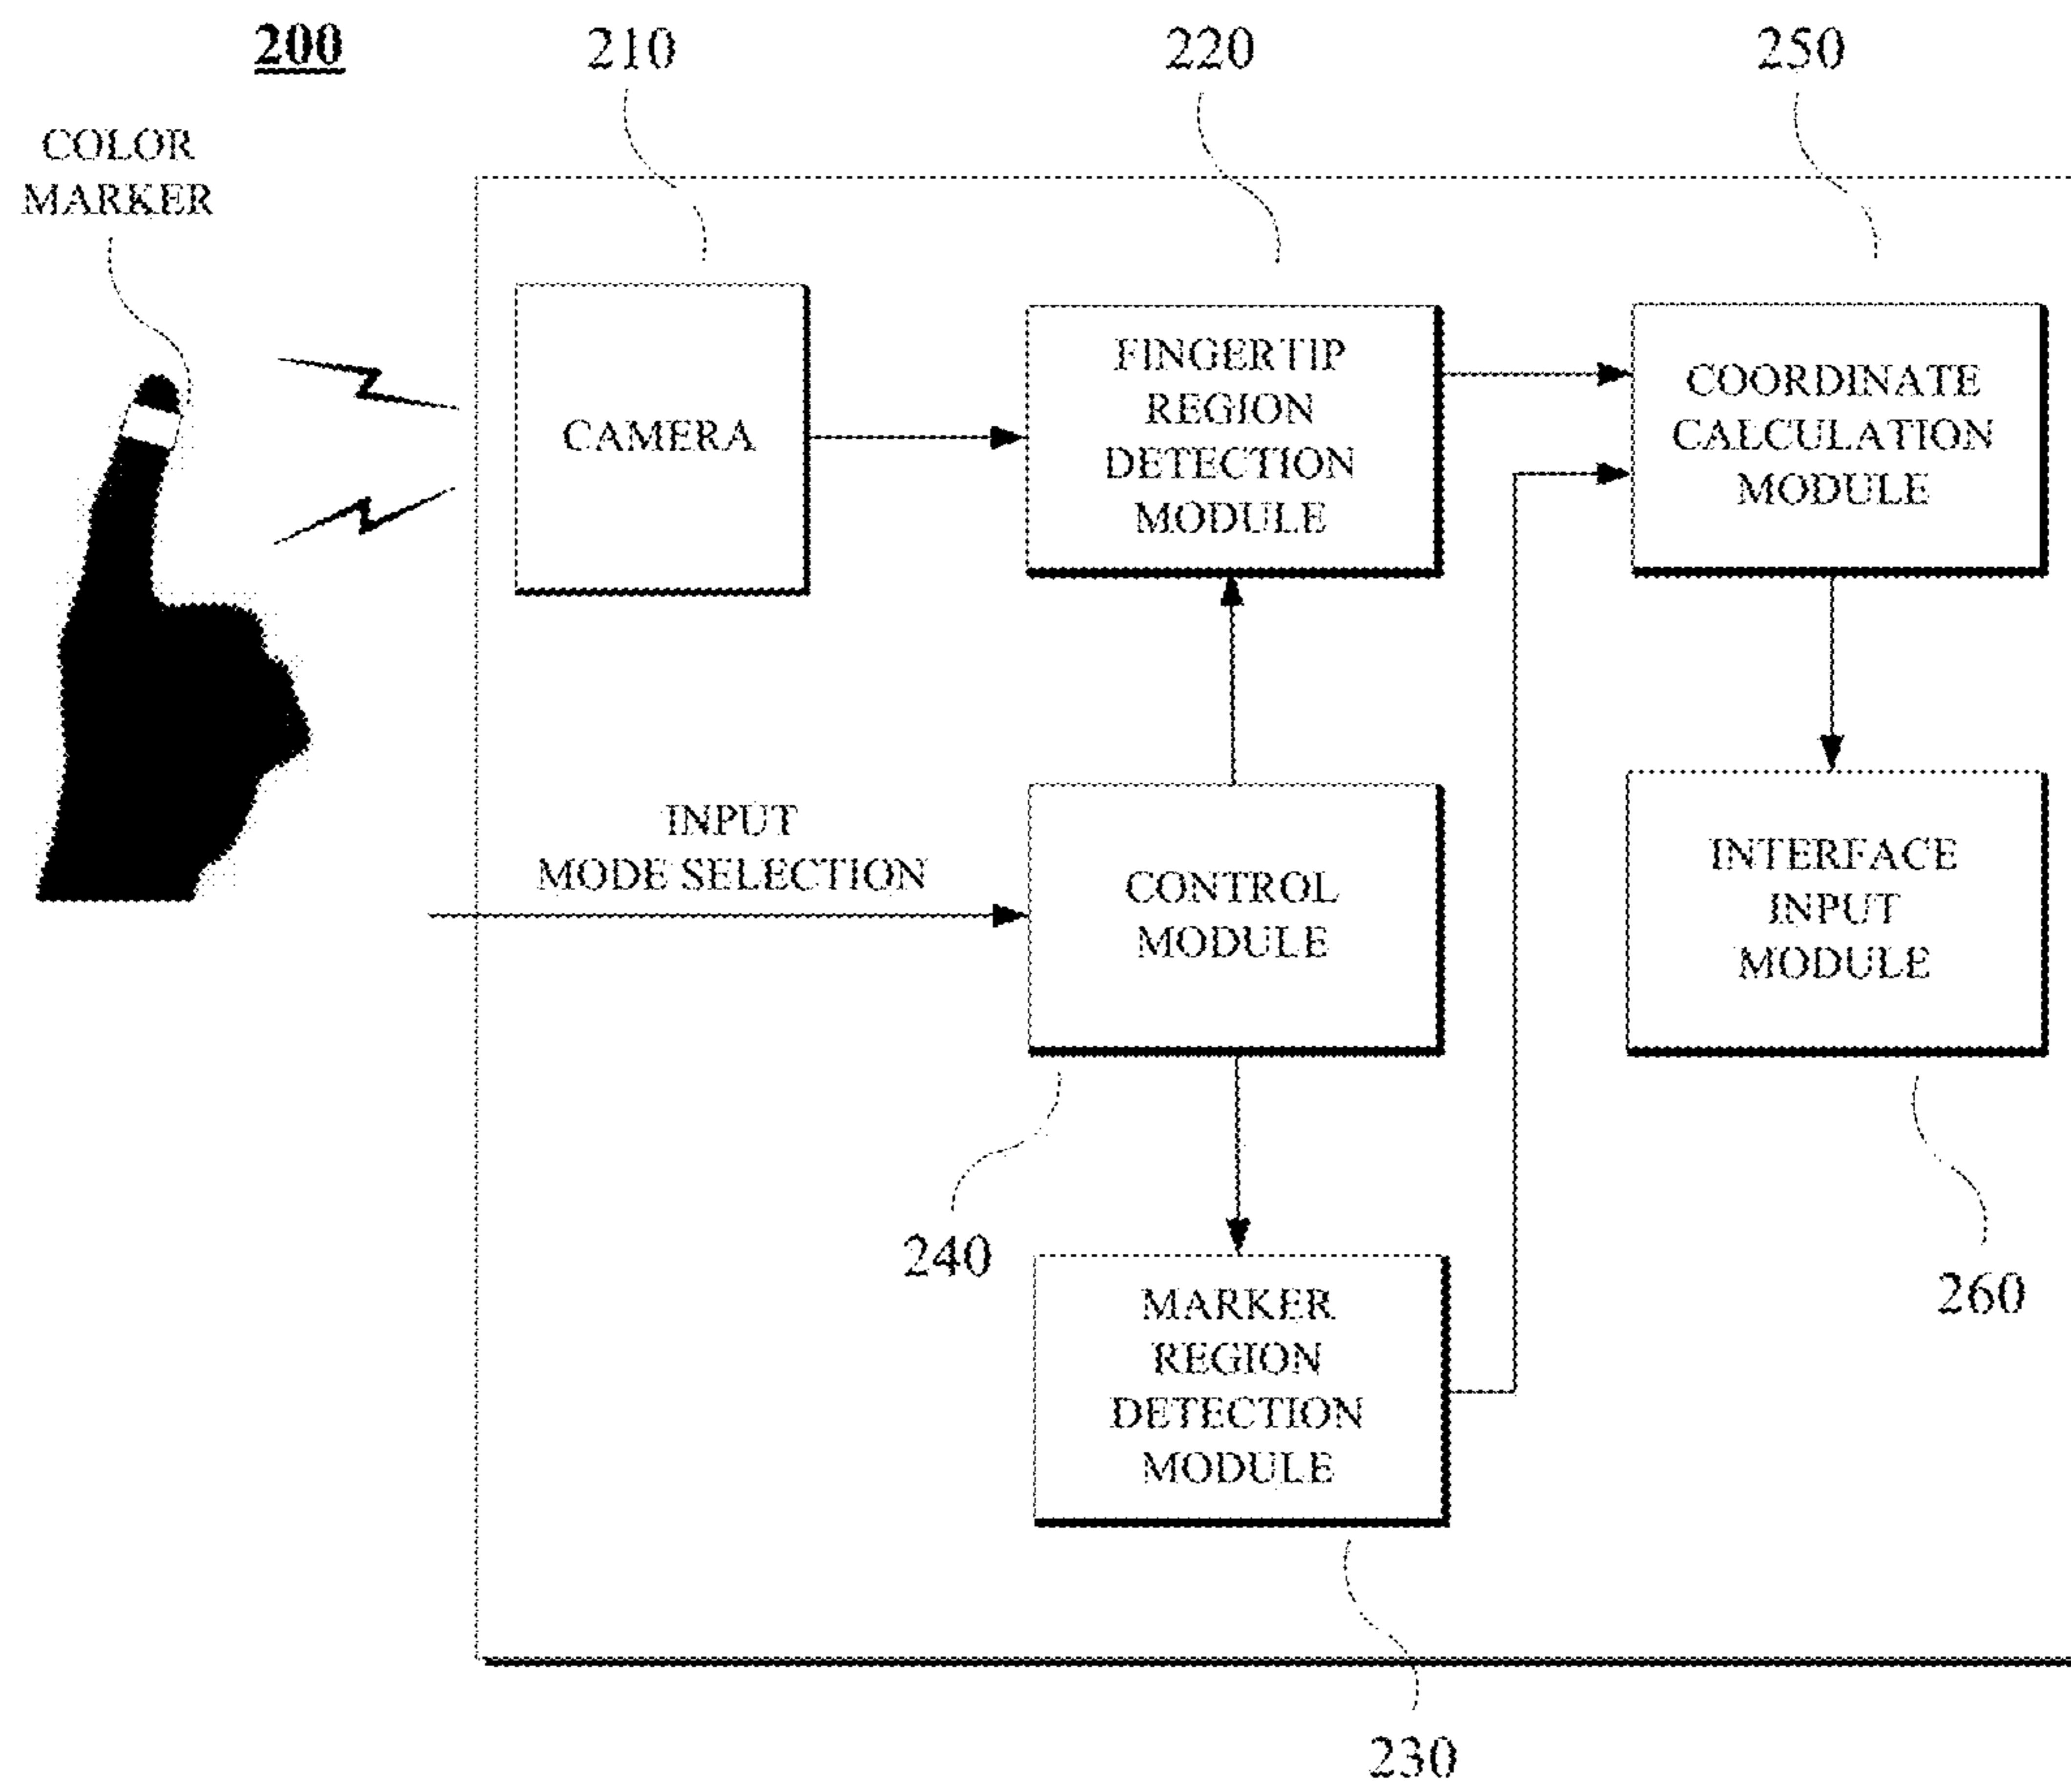 200
210
220
250
COLOR
MARKER
CAMERA
FINGERTIP
REGION
DETECTION
MODULE
COORDINATE
CALCULATION
MODULE
INPUT
MODE SELECTION
CONTROL
MODULE
INTERFACE
INPUT
MODULE
240
260
MARKER
REGION
DETECTION
MODULE
230